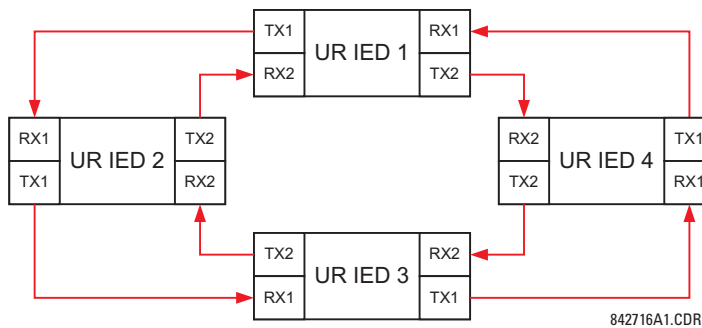 TX1 UR IED 1 RX1
RX2 TX2
RX1 UR IED 2 TX2
TX1 RX2
RX2 UR IED 4 TX1
TX2 RX1
TX2 UR IED 3 RX2
RX1 TX1
842716A1.CDR